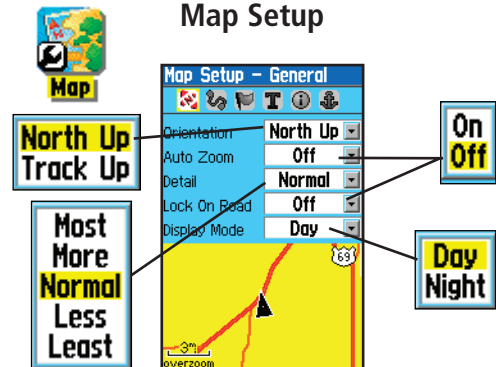 Map Setup
Map
Map Setup - General
Orientation North Up
Auto Zoom Off
Detail Normal
Lock On Road Off
Display Mode Day
North Up
Track Up
Most
More
Normal
Less
Least
On
Off
Day
Night
69
3m
overzoom